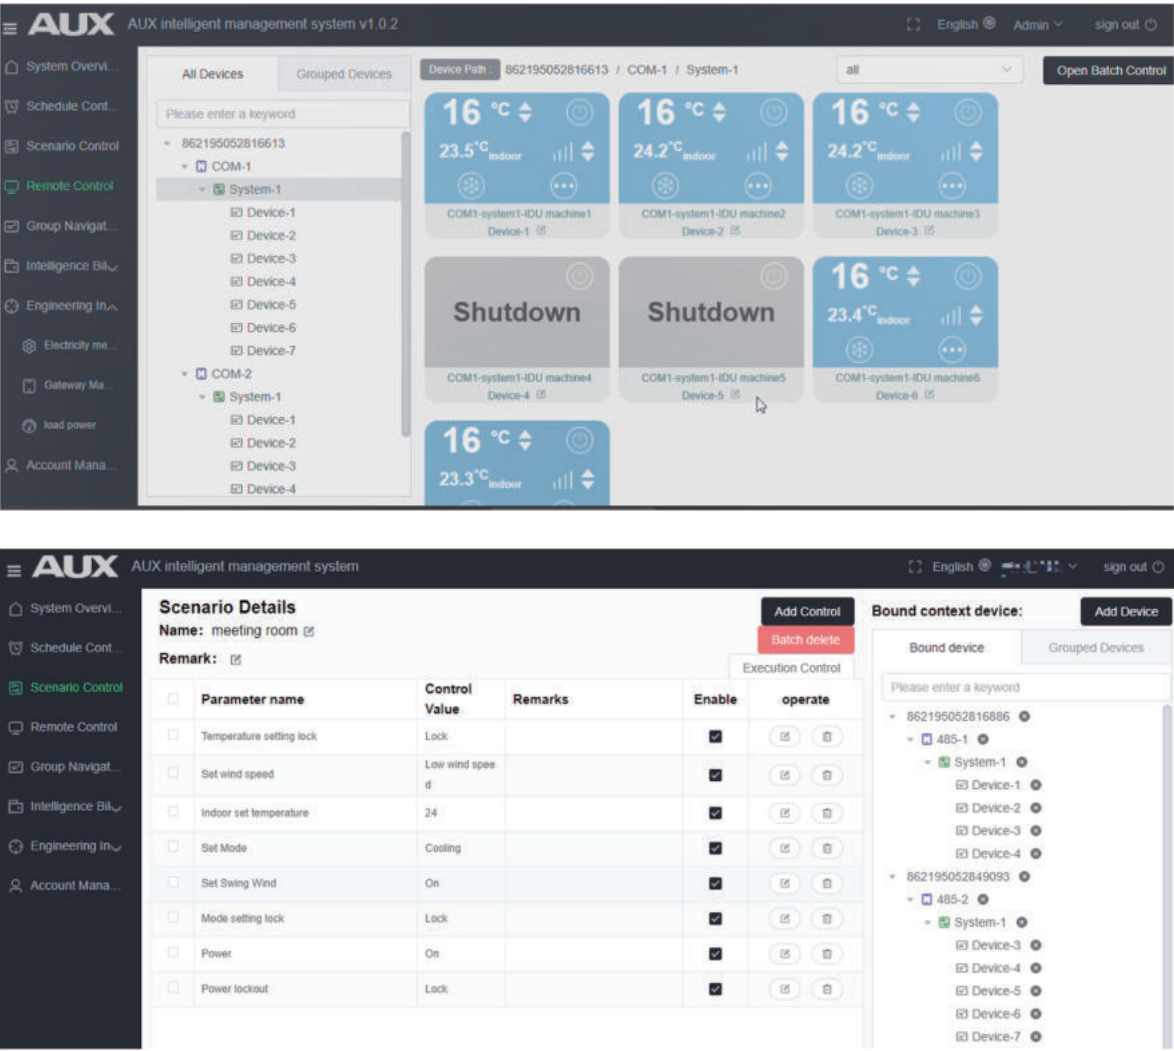 AUX AUX intelligent management system v1.0.2 English Admin sign out
System Overvi...
Schedule Cont...
Scenario Control
Remote Control
Group Navigat...
Intelligence Bil
Engineering In
Electricity me...
Gateway Ma...
load power
Account Mana...
All Devices Grouped Devices
Please enter a keyword
862195052816613
COM-1
System-1
Device-1
Device-2
Device-3
Device-4
Device-5
Device-6
Device-7
COM-2
System-1
Device-1
Device-2
Device-3
Device-4
Device Path : 862195052816613 / COM-1 / System-1 all Open Batch Control
16 °C
23.5°C indoor
COM1-system1-IDU machine1
Device-1
16 °C
24.2°C indoor
COM1-system1-IDU machine2
Device-2
16 °C
24.2°C indoor
COM1-system1-IDU machine3
Device-3
Shutdown
COM1-system1-IDU machine4
Device-4
Shutdown
COM1-system1-IDU machine5
Device-5
16 °C
23.4°C indoor
COM1-system1-IDU machine6
Device-6
16 °C
23.3°C indoor
AUX AUX intelligent management system English sign out
System Overvi...
Schedule Cont...
Scenario Control
Remote Control
Group Navigat...
Intelligence Bil
Engineering In
Account Mana...
Scenario Details
Name: meeting room
Remark:
Add Control
Batch delete
Execution Control
Parameter name Control Value Remarks Enable operate
Temperature setting lock Lock
Set wind speed Low wind spee
d
Indoor set temperature 24
Set Mode Cooling
Set Swing Wind On
Mode setting lock Lock
Power On
Power lockout Lock
Bound context device: Add Device
Bound device Grouped Devices
Please enter a keyword
862195052816886
485-1
System-1
Device-1
Device-2
Device-3
Device-4
862195052849093
485-2
System-1
Device-3
Device-4
Device-5
Device-6
Device-7